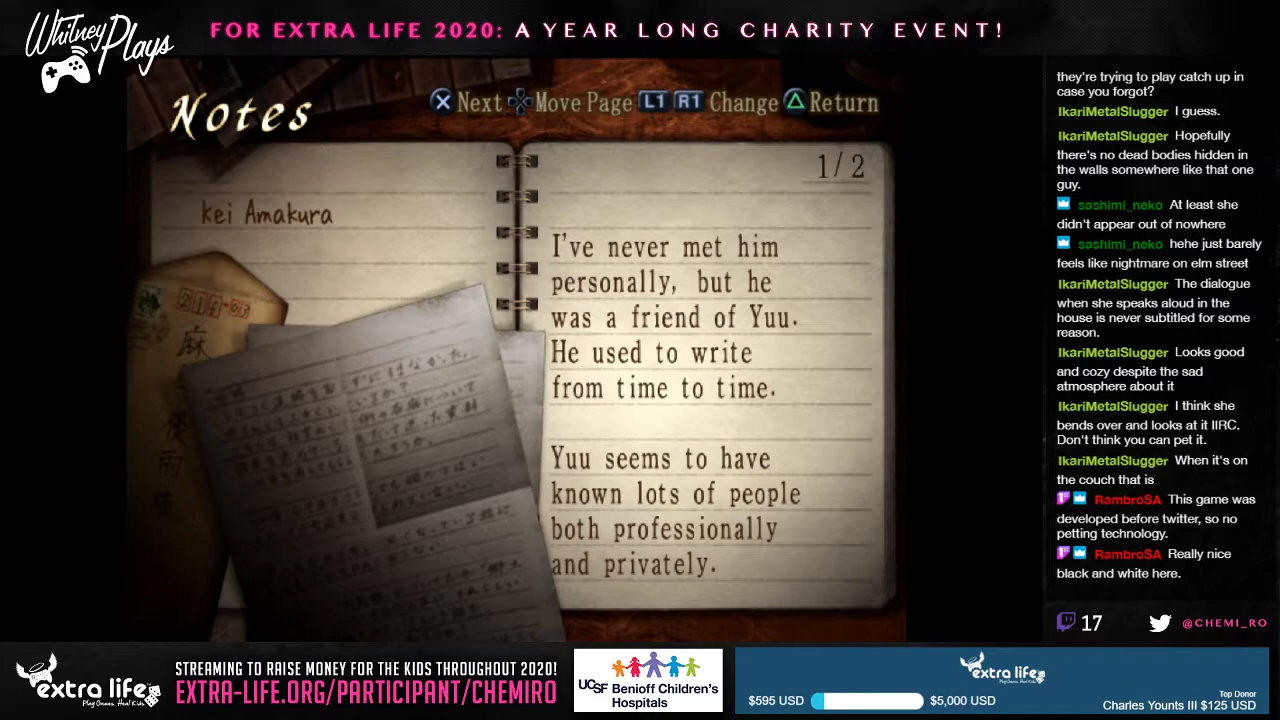 Whitney Plays
FOR EXTRA LIFE 2020: A YEAR LONG CHARITY EVENT!
Notes
Next Move Page L1 R1 Change Return
1/2
Kei Amakura
I've never met him
personally, but he
was a friend of Yuu.
He used to write
from time to time.
Yuu seems to have
known lots of people
both professionally
and privately.
麻
they're trying to play catch up in
case you forgot?
IkariMetalSlugger I guess.
IkariMetalSlugger Hopefully
there's no dead bodies hidden in
the walls somewhere like that one
guy.
sashimi_neko At least she
didn't appear out of nowhere
sashimi_neko hehe just barely
feels like nightmare on elm street
IkariMetalSlugger The dialogue
when she speaks aloud in the
house is never subtitled for some
reason.
IkariMetalSlugger Looks good
and cozy despite the sad
atmosphere about it
IkariMetalSlugger I think she
bends over and looks at it IIRC.
Don't think you can pet it.
IkariMetalSlugger When it's on
the couch that is
RambroSA This game was
developed before twitter, so no
petting technology.
RambroSA Really nice
black and white here.
17
@CHEMI_RO
extra life
Play Games. Heal Kids.
STREAMING TO RAISE MONEY FOR THE KIDS THROUGHOUT 2020!
EXTRA-LIFE.ORG/PARTICIPANT/CHEMIRO
UCSF Benioff Children's
Hospitals
extra life
Play Games. Heal Kids.
$595 USD
$5,000 USD
Top Donor
Charles Younts III $125 USD